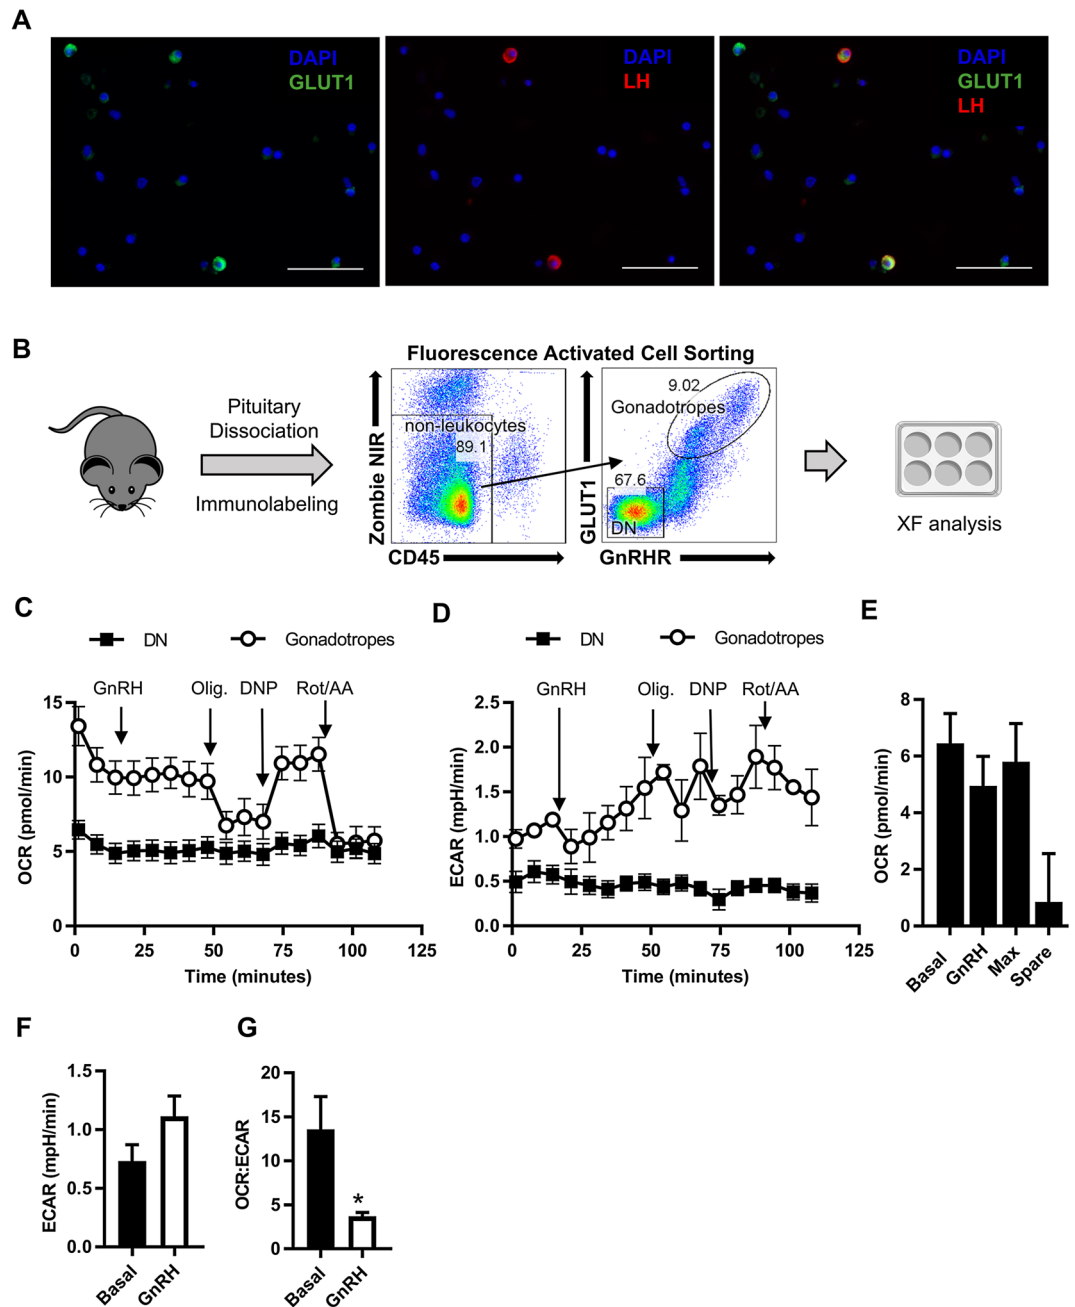 A
DAPI
GLUT1
DAPI
LH
DAPI
GLUT1
LH
B
Fluorescence Activated Cell Sorting
Pituitary
Dissociation
Immunolabeling
Zombie NIR
non-leukocytes
89.1
CD45
GLUT1
9.02
Gonadotropes
67.6
DN
GnRHR
XF analysis
C
DN
Gonadotropes
GnRH
Olig.
DNP
Rot/AA
OCR (pmol/min)
15
10
5
0
0
25
50
75
100
125
Time (minutes)
D
DN
Gonadotropes
GnRH
Olig.
DNP
Rot/AA
ECAR (mpH/min)
2.5
2.0
1.5
1.0
0.5
0.0
0
25
50
75
100
125
Time (minutes)
E
OCR (pmol/min)
8
6
4
2
0
Basal
GnRH
Max
Spare
F
ECAR (mpH/min)
1.5
1.0
0.5
0.0
Basal
GnRH
G
OCR:ECAR
20
15
10
5
0
*
Basal
GnRH